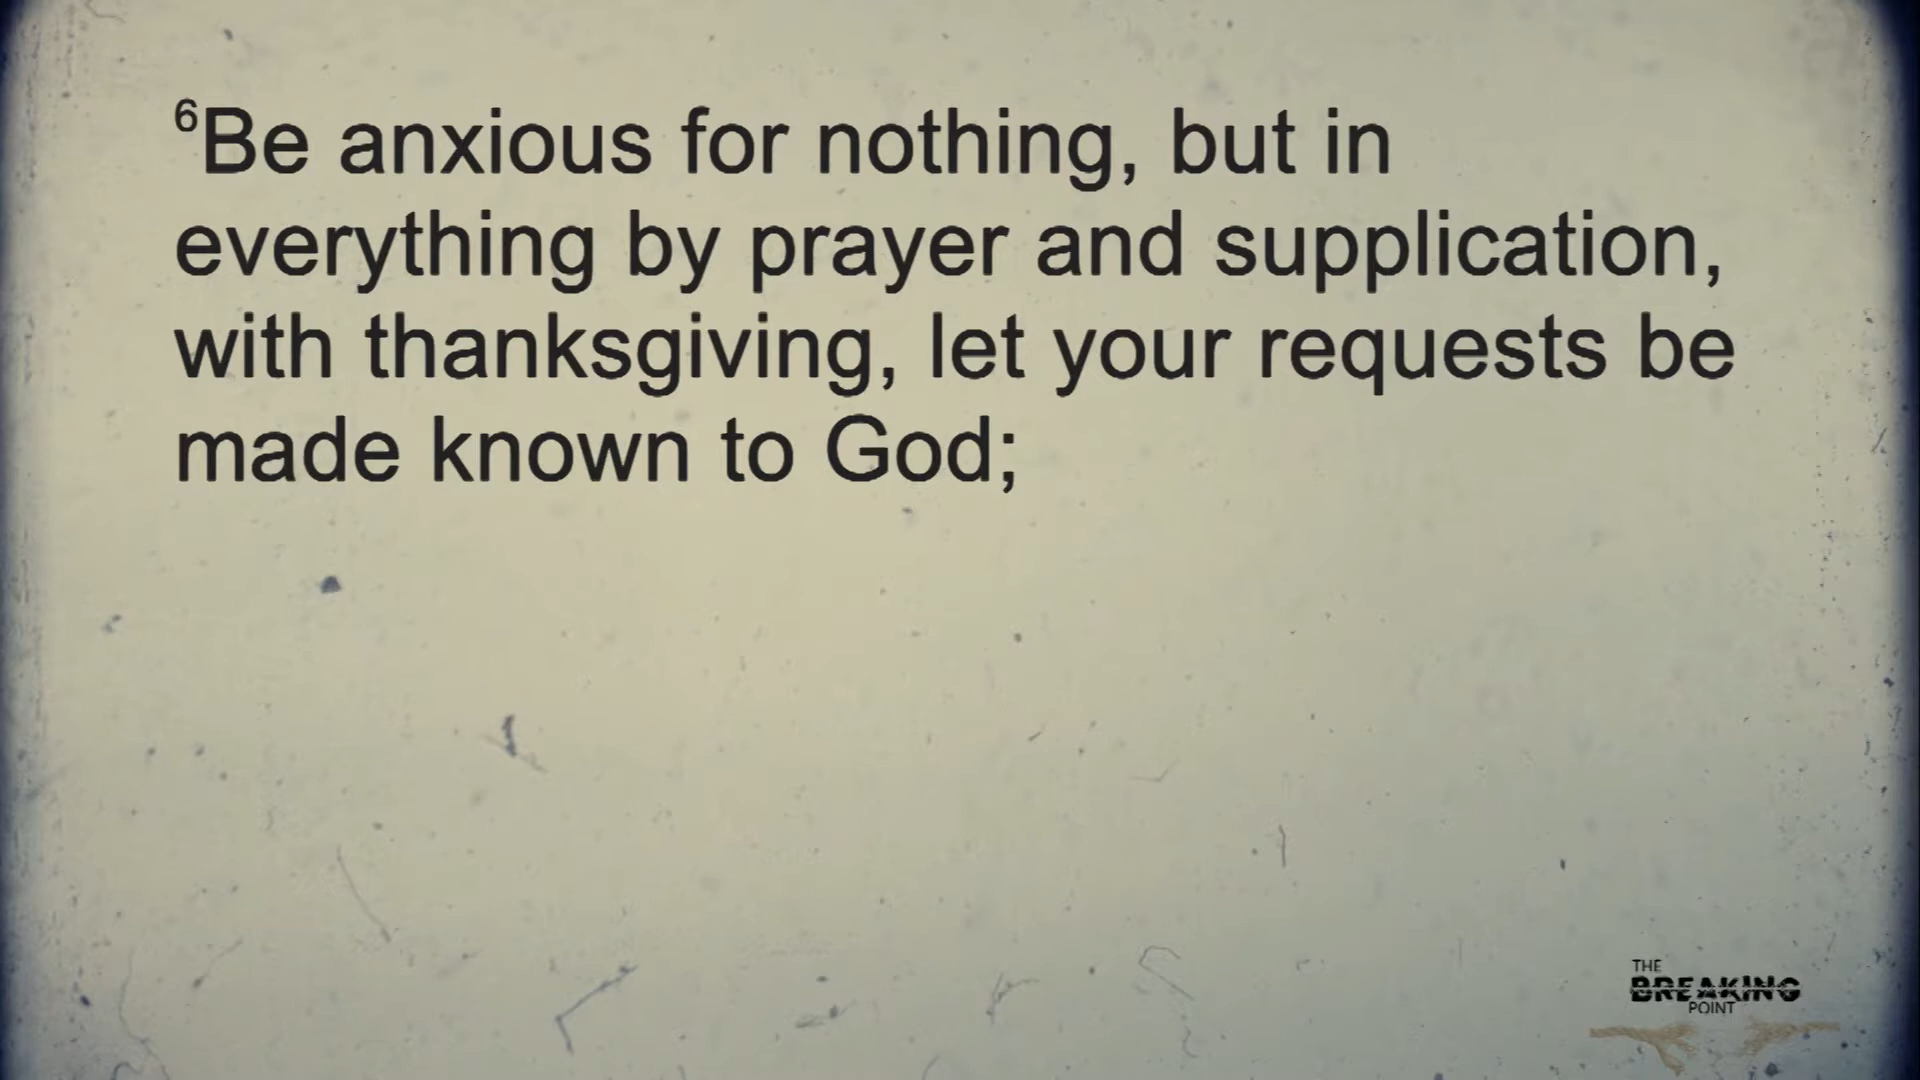 6Be anxious for nothing, but in
everything by prayer and supplication,
with thanksgiving, let your requests be
made known to God;
THE
BREAKING
POINT